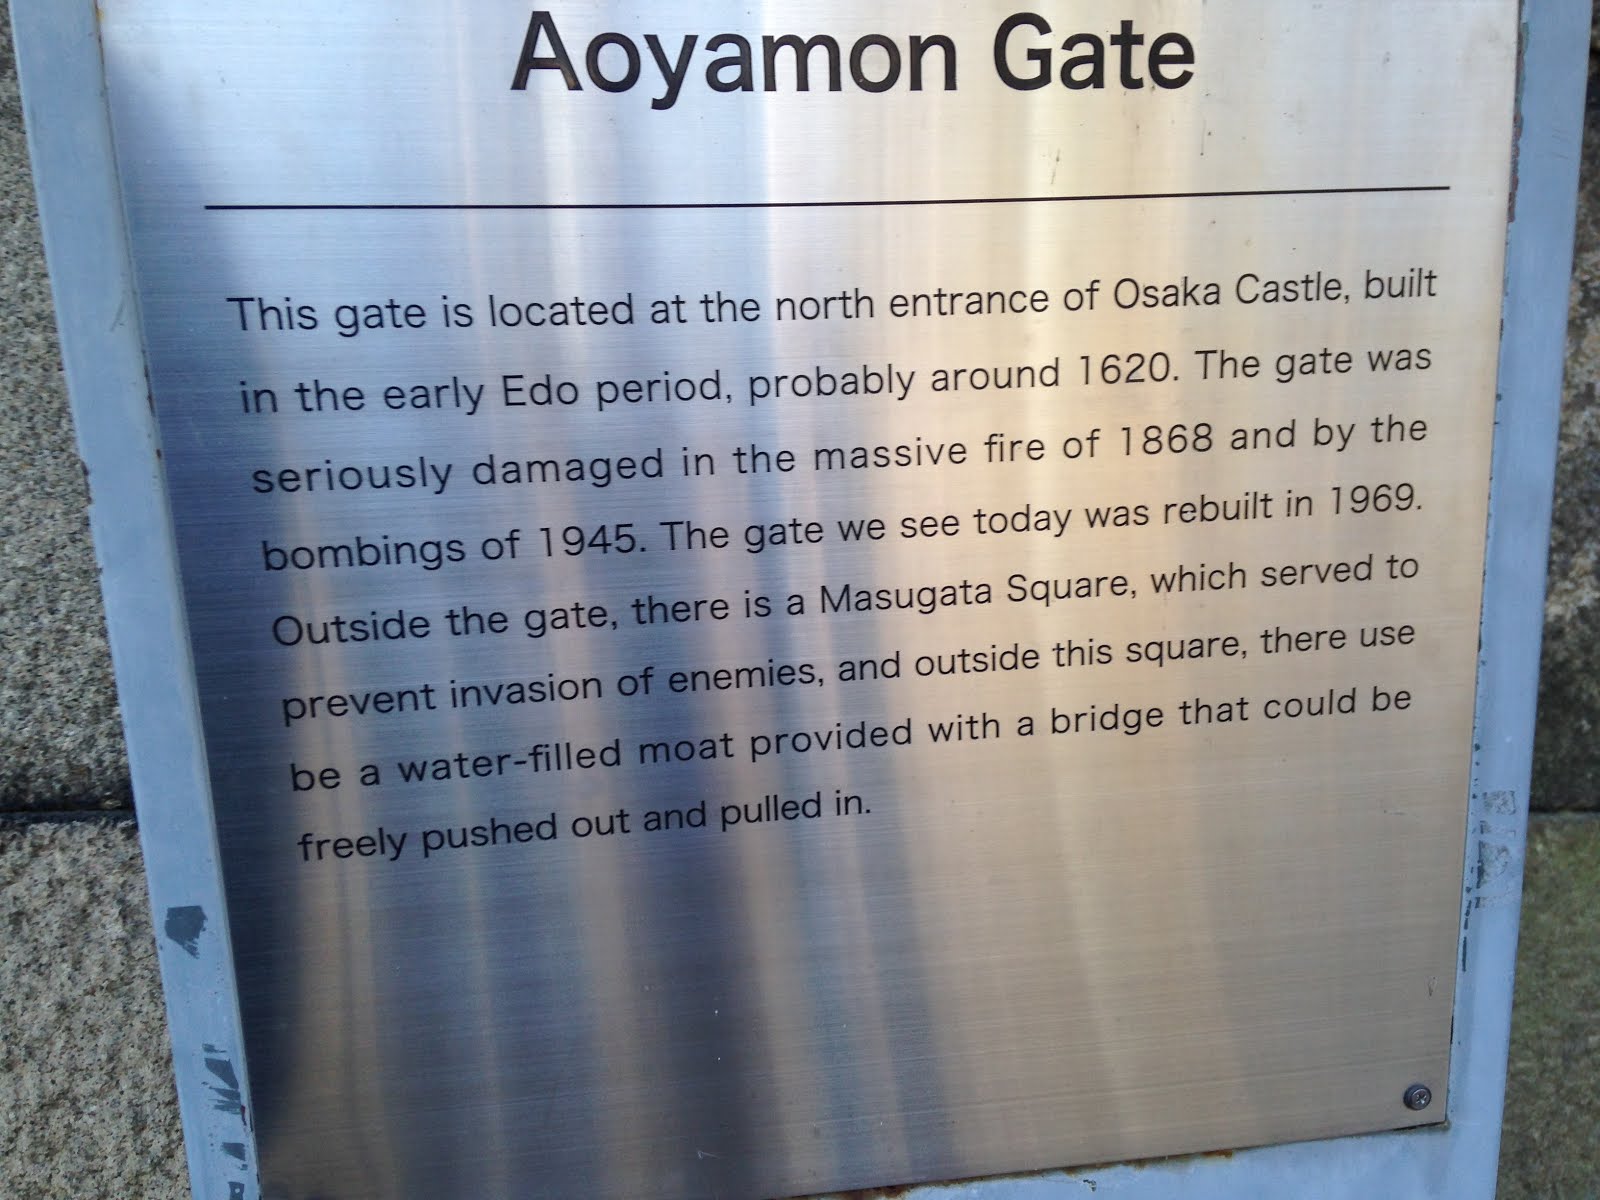 Aoyamon Gate
This gate is located at the north entrance of Osaka Castle, built
in the early Edo period, probably around 1620. The gate was
seriously damaged in the massive fire of 1868 and by the
bombings of 1945. The gate we see today was rebuilt in 1969.
Outside the gate, there is a Masugata Square, which served to
prevent invasion of enemies, and outside this square, there use
be a water-filled moat provided with a bridge that could be
freely pushed out and pulled in.